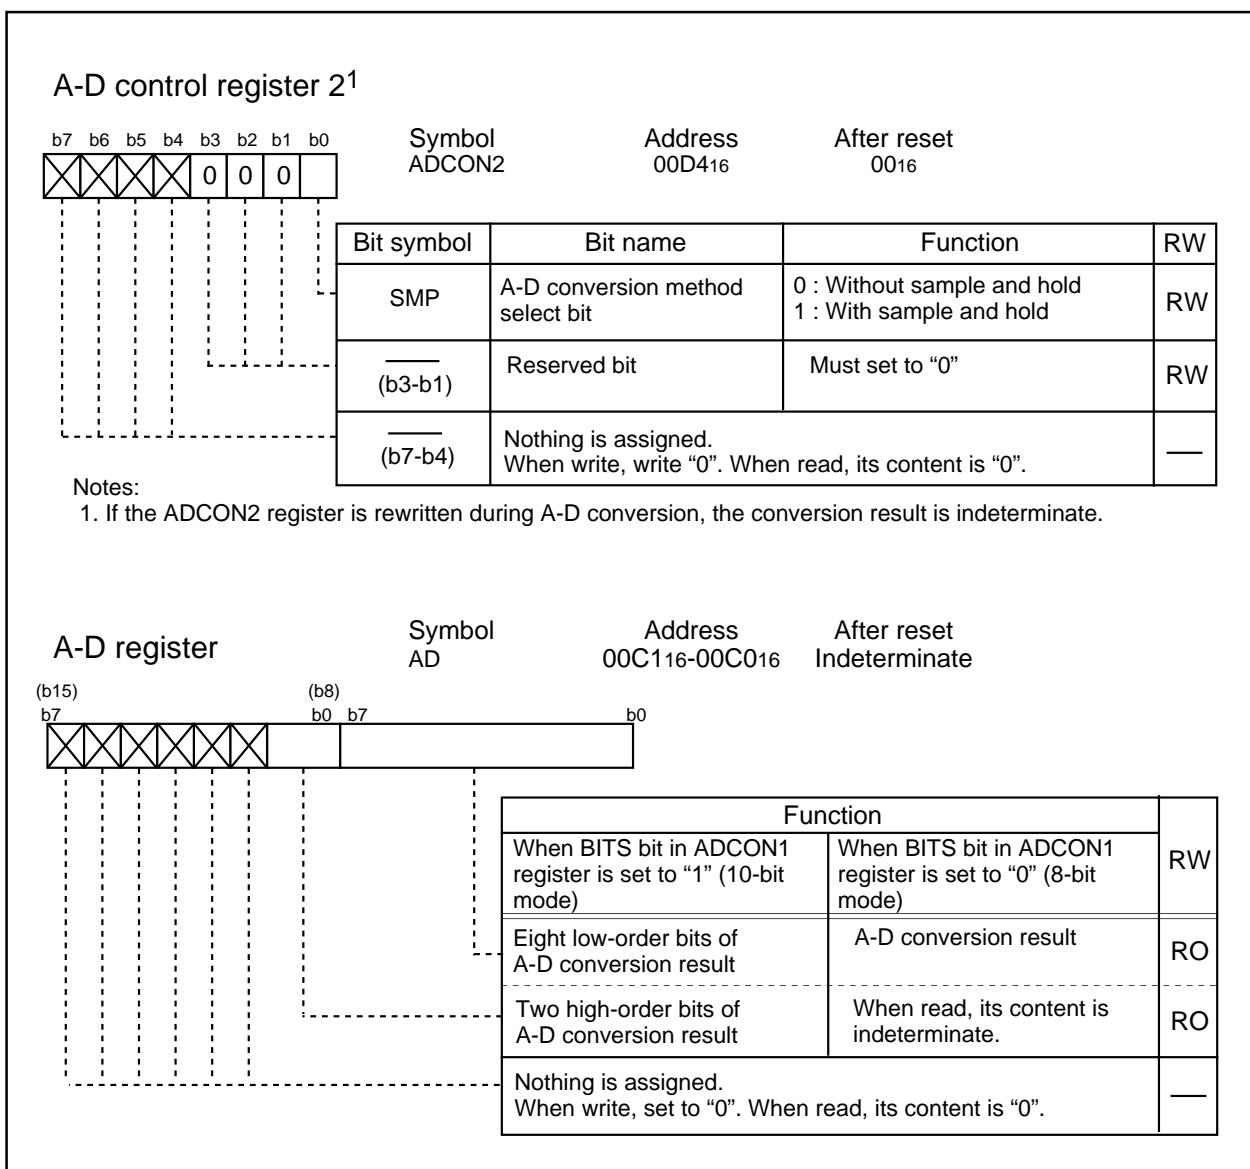 A-D control register 2¹
b7 b6 b5 b4 b3 b2 b1 b0
Symbol Address After reset
ADCON2 00D416 0016
0 0 0
Bit symbol Bit name Function RW
SMP A-D conversion method select bit 0 : Without sample and hold RW
1 : With sample and hold
(b3-b1) Reserved bit Must set to “0” RW
(b7-b4) Nothing is assigned.
When write, write “0”. When read, its content is “0”.
Notes:
1. If the ADCON2 register is rewritten during A-D conversion, the conversion result is indeterminate.
A-D register
Symbol Address After reset
AD 00C116-00C016 Indeterminate
(b15) (b8)
b7 b0 b7 b0
Function
RW
When BITS bit in ADCON1
register is set to “1” (10-bit
mode)
When BITS bit in ADCON1
register is set to “0” (8-bit
mode)
Eight low-order bits of
A-D conversion result
A-D conversion result
RO
Two high-order bits of
A-D conversion result
When read, its content is
indeterminate.
RO
Nothing is assigned.
When write, set to “0”. When read, its content is “0”.